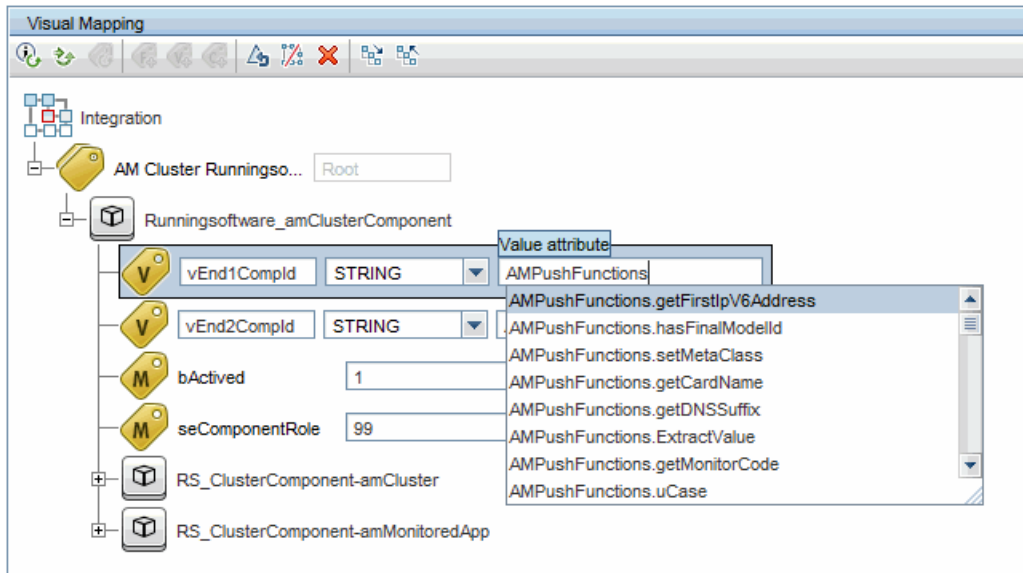 Visual Mapping
Integration
AM Cluster Runningso... Root
Runningsoftware_amClusterComponent
Value attribute
V vEnd1CompId STRING AMPushFunctions
AMPushFunctions.getFirstIpV6Address
V vEnd2CompId STRING
AMPushFunctions.hasFinalModelId
AMPushFunctions.setMetaClass
M bActived 1
AMPushFunctions.getCardName
AMPushFunctions.getDNSSuffix
M seComponentRole 99
AMPushFunctions.ExtractValue
AMPushFunctions.getMonitorCode
RS_ClusterComponent-amCluster
AMPushFunctions.uCase
RS_ClusterComponent-amMonitoredApp